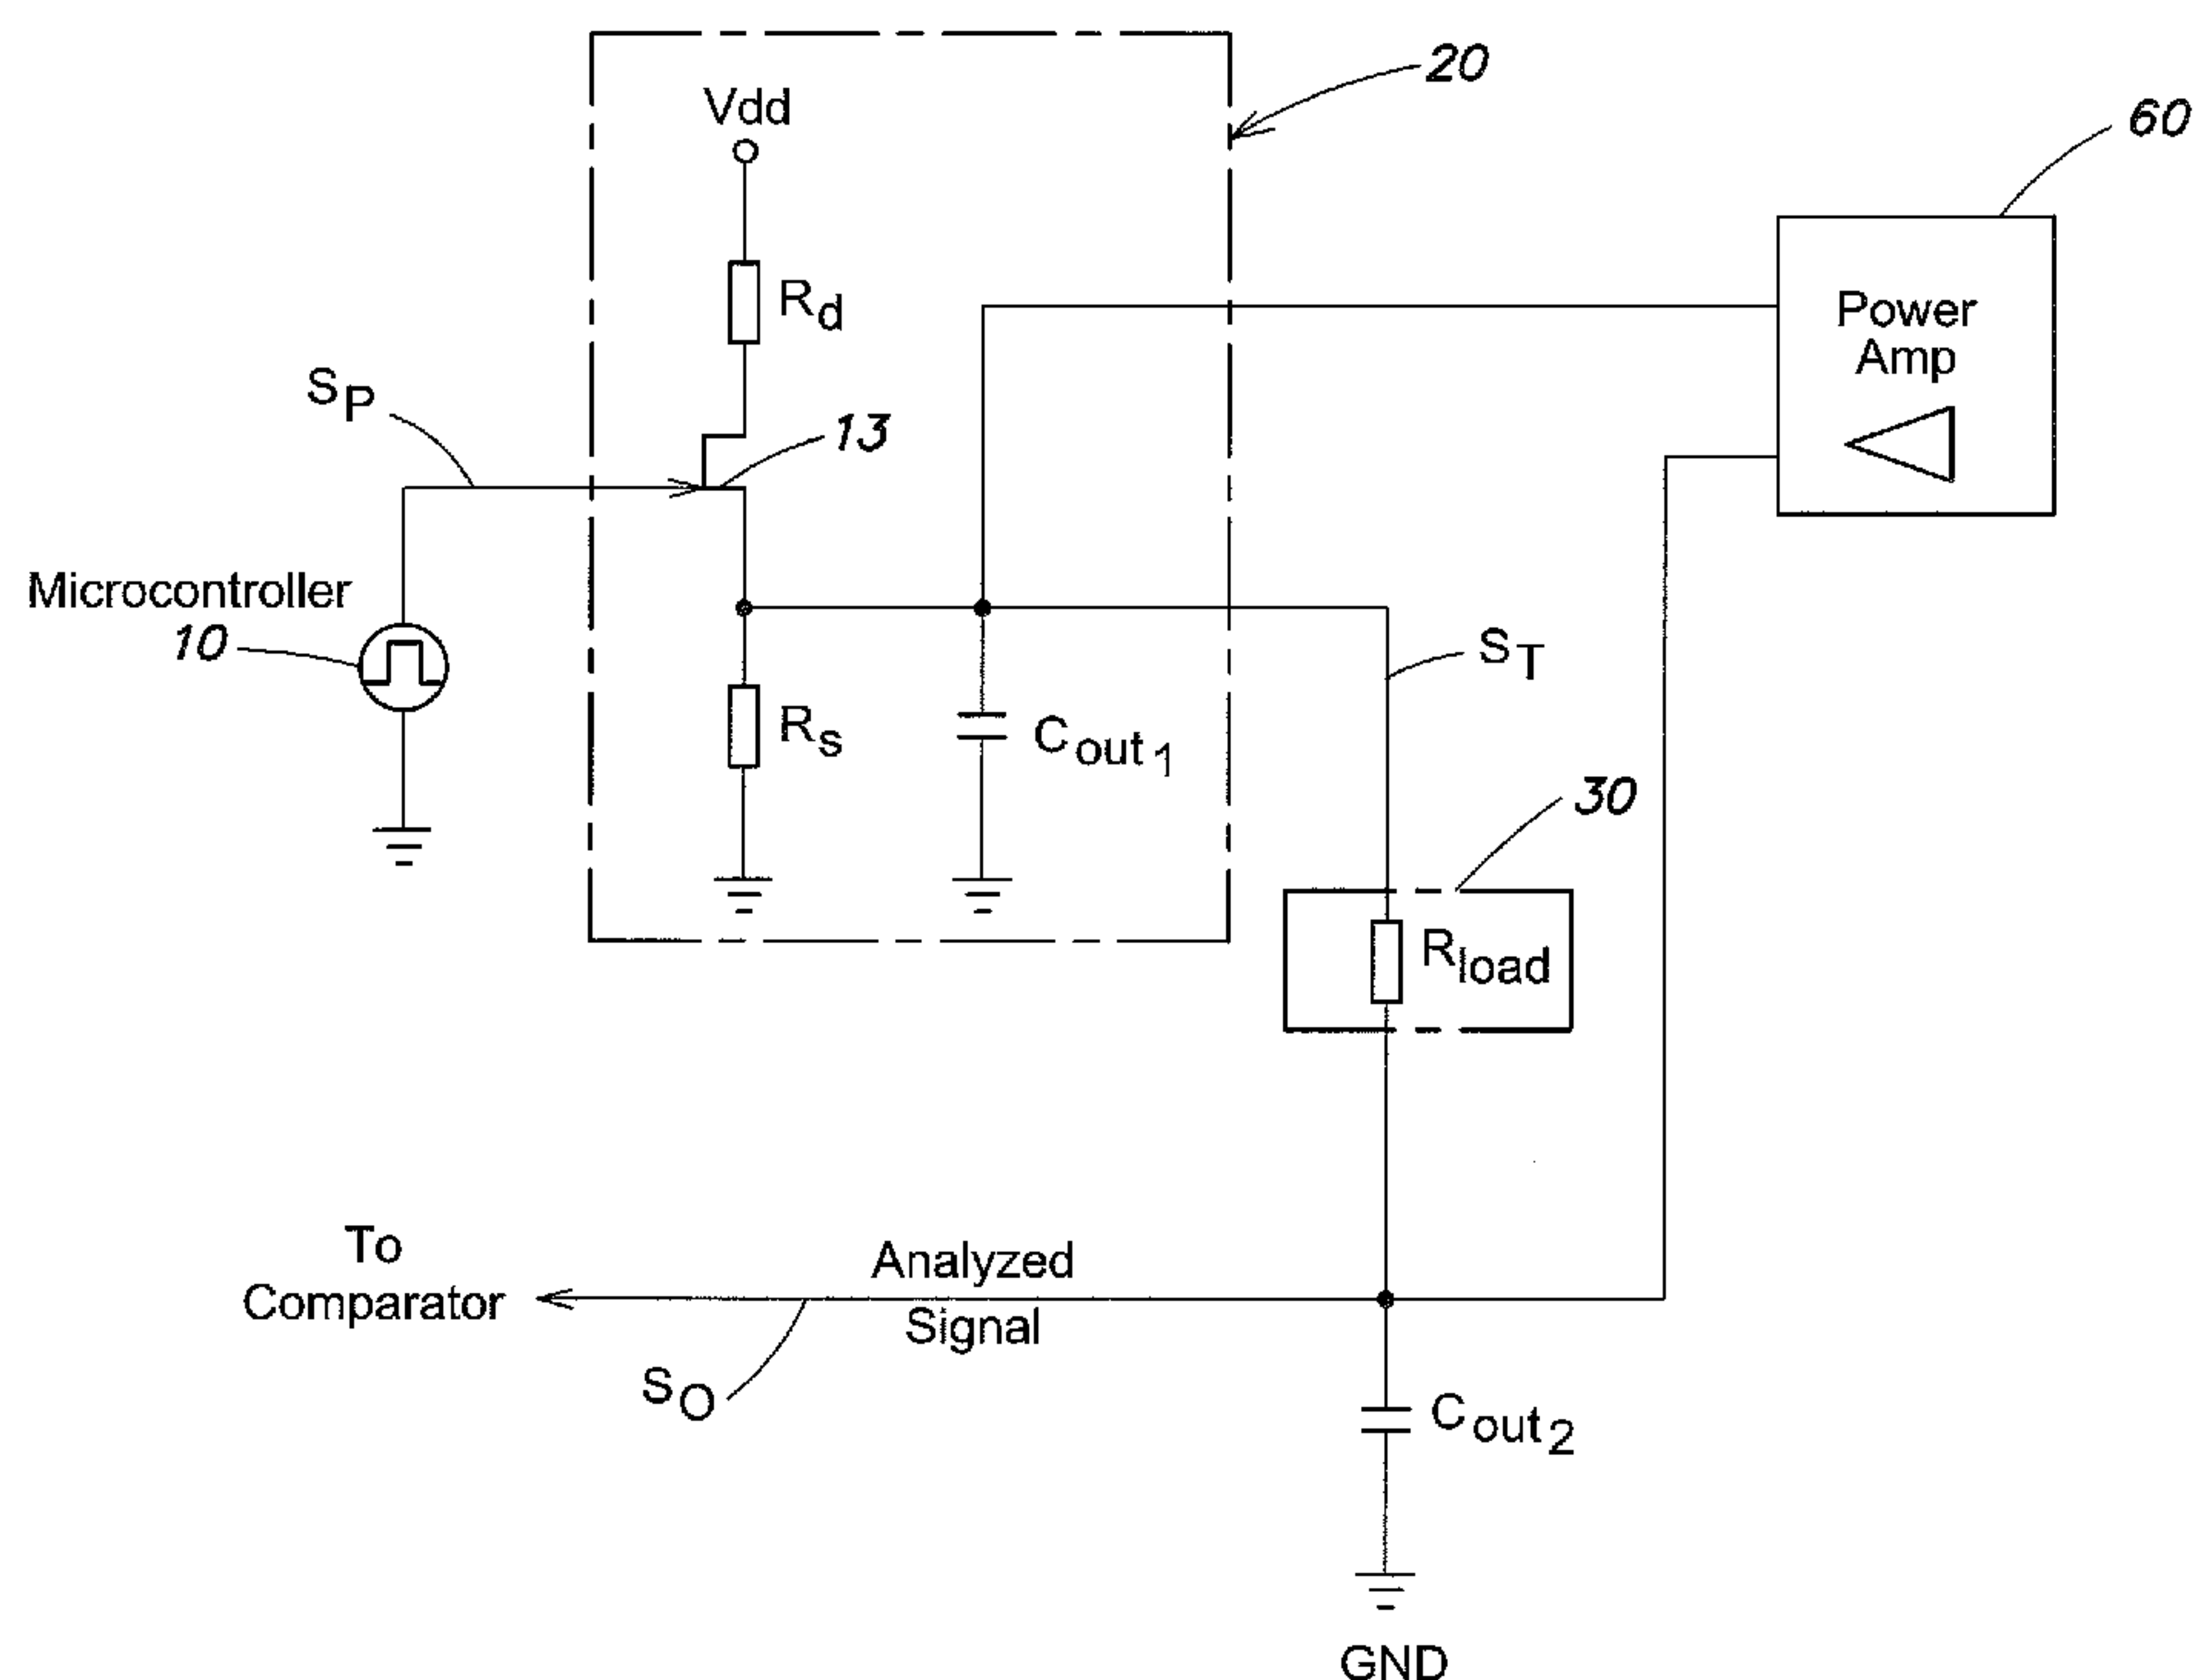 20
60
Vdd
Power
Amp
Rd
SP
13
Microcontroller
10
ST
Rs
Cout1
30
Rload
To
Comparator
Analyzed
Signal
SO
Cout2
GND